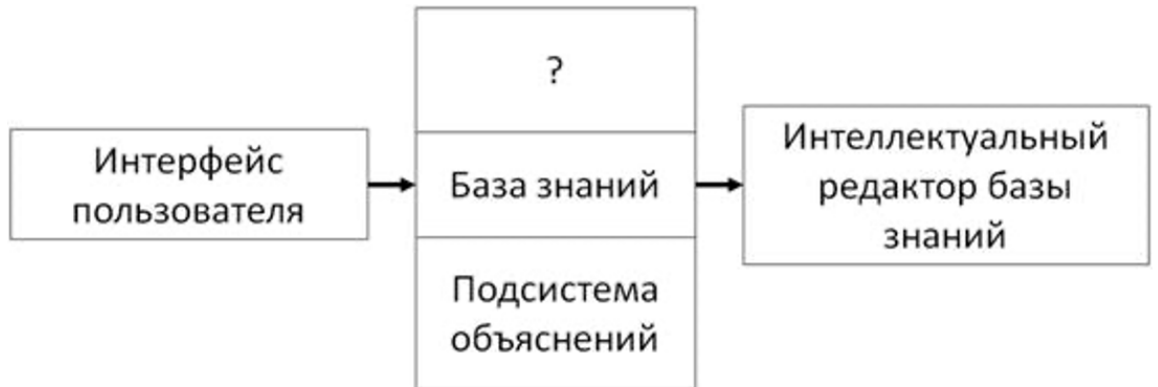 ?
Интерфейс
пользователя
База знаний
Интеллектуальный
редактор базы
знаний
Подсистема
объяснений